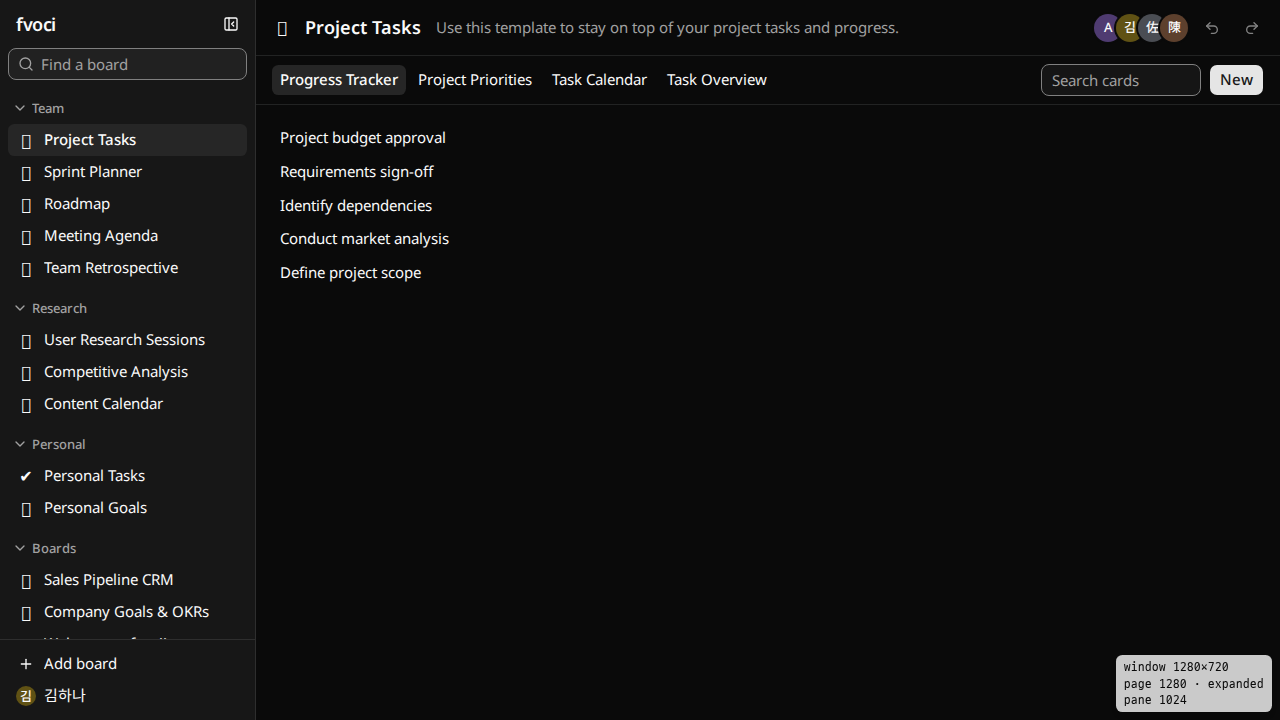 fvoci
Find a board
Team
Project Tasks
Sprint Planner
Roadmap
Meeting Agenda
Team Retrospective
Research
User Research Sessions
Competitive Analysis
Content Calendar
Personal
✔ Personal Tasks
Personal Goals
Boards
Sales Pipeline CRM
Company Goals & OKRs
Add board
김 김하나
Project Tasks Use this template to stay on top of your project tasks and progress.
A 김 佐 陳
Progress Tracker Project Priorities Task Calendar Task Overview
Search cards New
Project budget approval
Requirements sign-off
Identify dependencies
Conduct market analysis
Define project scope
window 1280×720
page 1280 · expanded
pane 1024